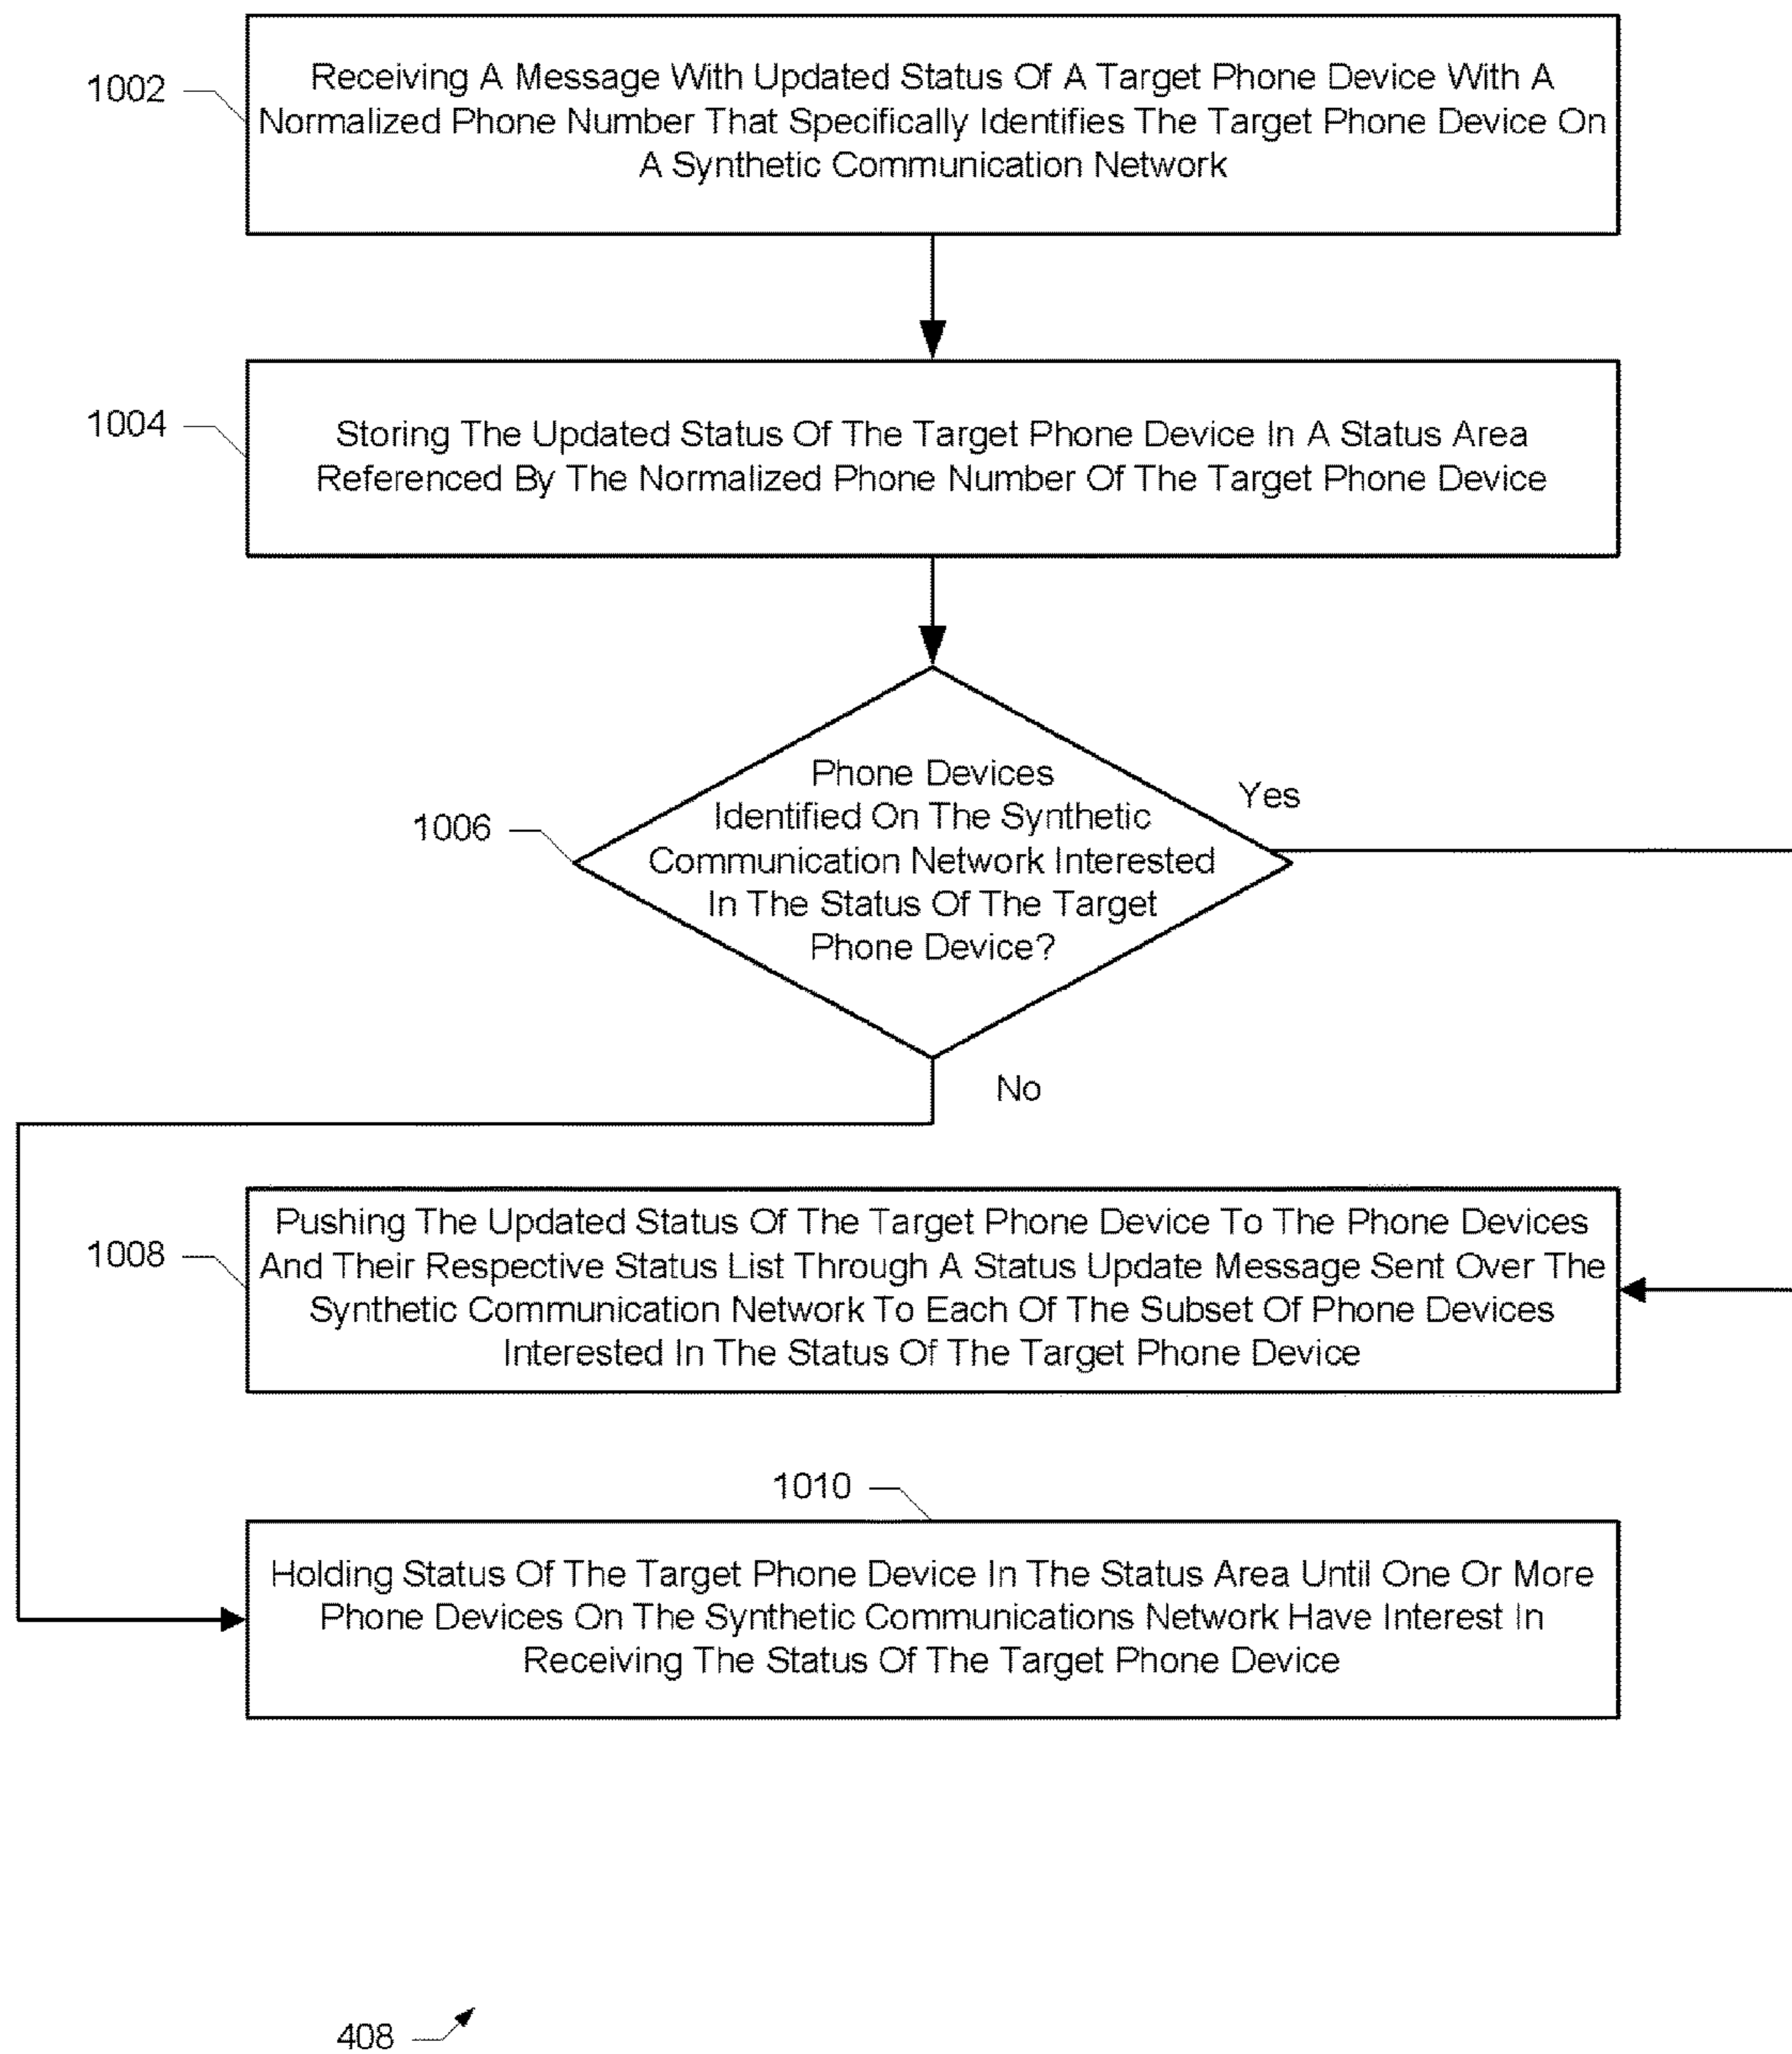 1002
Receiving A Message With Updated Status Of A Target Phone Device With A
Normalized Phone Number That Specifically Identifies The Target Phone Device On
A Synthetic Communication Network
1004
Storing The Updated Status Of The Target Phone Device In A Status Area
Referenced By The Normalized Phone Number Of The Target Phone Device
1006
Phone Devices
Identified On The Synthetic
Communication Network Interested
In The Status Of The Target
Phone Device?
Yes
No
1008
Pushing The Updated Status Of The Target Phone Device To The Phone Devices
And Their Respective Status List Through A Status Update Message Sent Over The
Synthetic Communication Network To Each Of The Subset Of Phone Devices
Interested In The Status Of The Target Phone Device
1010
Holding Status Of The Target Phone Device In The Status Area Until One Or More
Phone Devices On The Synthetic Communications Network Have Interest In
Receiving The Status Of The Target Phone Device
408